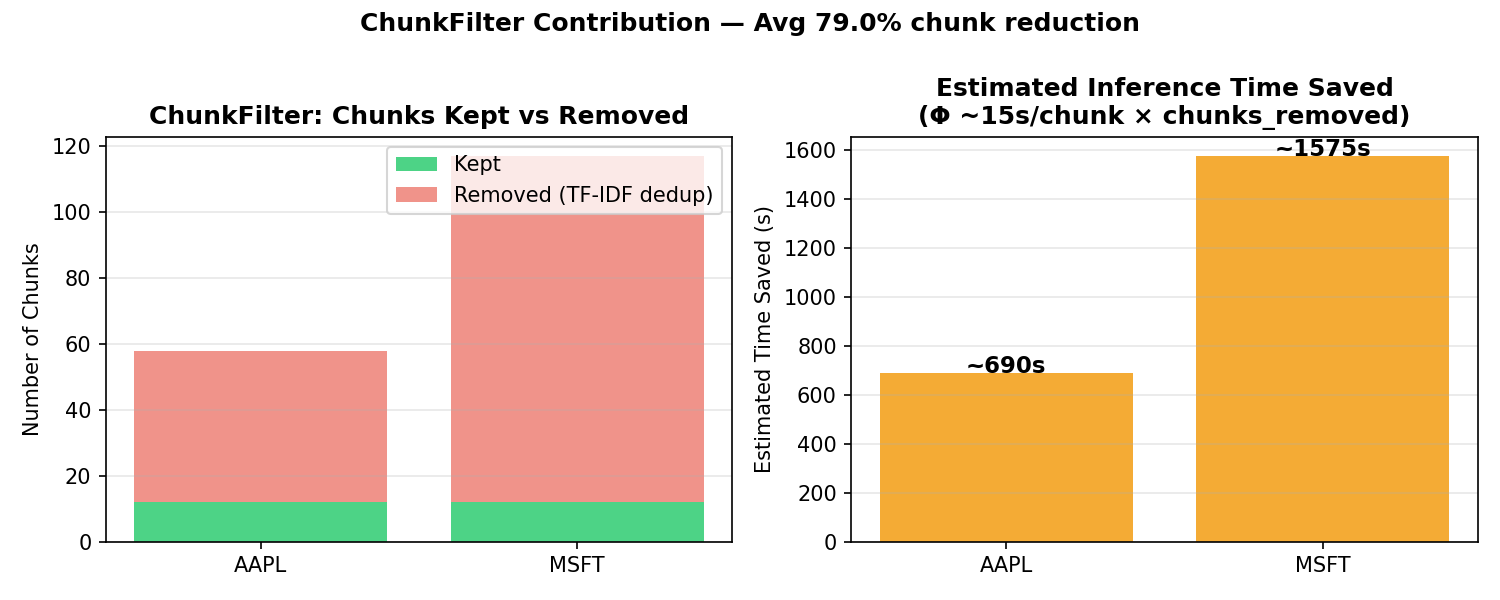 ChunkFilter Contribution — Avg 79.0% chunk reduction
ChunkFilter: Chunks Kept vs Removed
Number of Chunks
120
100
80
60
40
20
0
Kept
Removed (TF-IDF dedup)
AAPL
MSFT
Estimated Inference Time Saved
(Φ ~15s/chunk × chunks_removed)
Estimated Time Saved (s)
1600
1400
1200
1000
800
600
400
200
0
~690s
~1575s
AAPL
MSFT